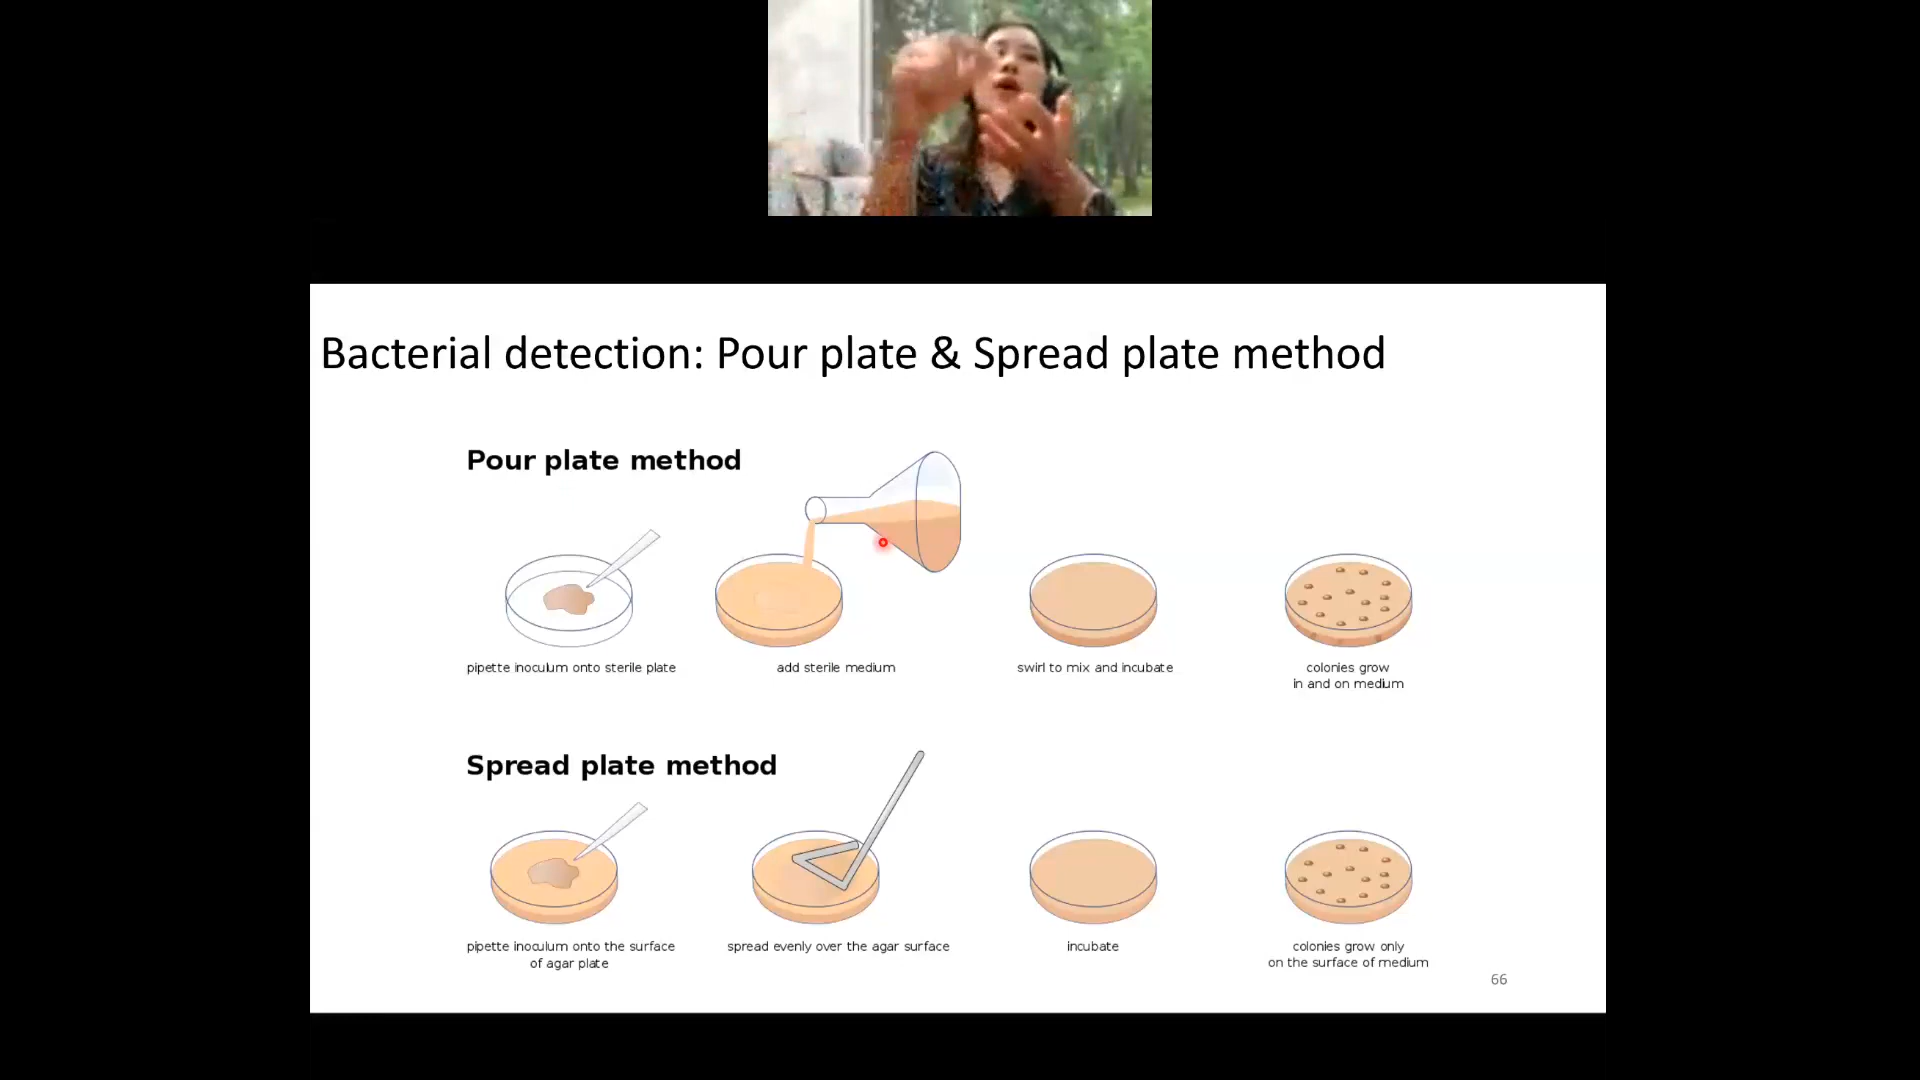 Bacterial detection: Pour plate & Spread plate method
Pour plate method
pipette inoculum onto sterile plate
add sterile medium
swirl to mix and incubate
colonies grow
in and on medium
Spread plate method
pipette inoculum onto the surface
of agar plate
spread evenly over the agar surface
incubate
colonies grow only
on the surface of medium
66